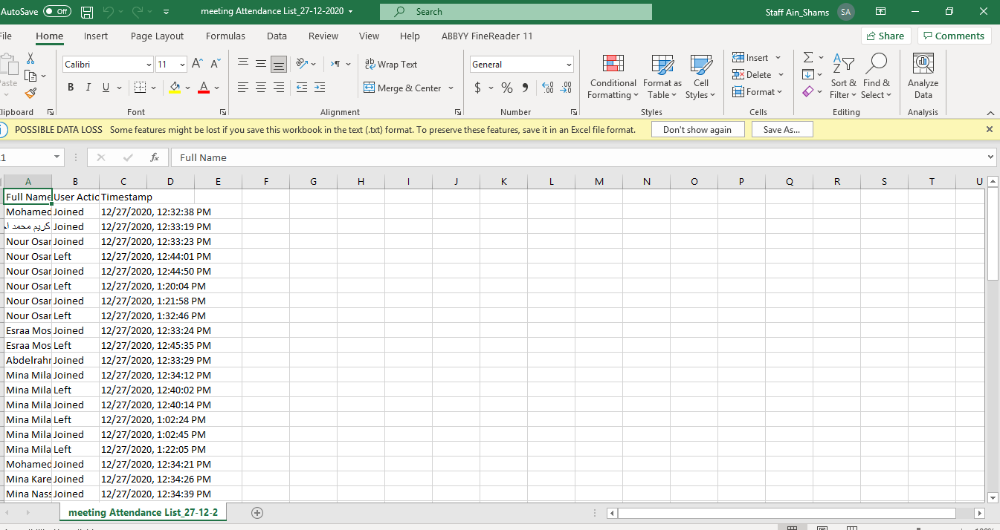 AutoSave Off meeting Attendance List_27-12-2020 Search Staff Ain_Shams SA
File Home Insert Page Layout Formulas Data Review View Help ABBYY FineReader 11 Share Comments
Calibri 11 Wrap Text General Insert
Paste Conditional Formatting Format as Table Cell Styles Delete Sort & Filter Find & Select Analyze Data
B I U Merge & Center $ % Format
Clipboard Font Alignment Number Styles Cells Editing Analysis
POSSIBLE DATA LOSS Some features might be lost if you save this workbook in the text (.txt) format. To preserve these features, save it in an Excel file format. Don't show again Save As...
fx Full Name
A B C D E F G H I J K L M N O P Q R S T U
Full Name User Actic Timestamp
Mohamed Joined 12/27/2020, 12:32:38 PM
كريم محمد Joined 12/27/2020, 12:33:19 PM
Nour Osar Joined 12/27/2020, 12:33:23 PM
Nour Osar Left 12/27/2020, 12:44:01 PM
Nour Osar Joined 12/27/2020, 12:44:50 PM
Nour Osar Left 12/27/2020, 1:20:04 PM
Nour Osar Joined 12/27/2020, 1:21:58 PM
Nour Osar Left 12/27/2020, 1:32:46 PM
Esraa Mos Joined 12/27/2020, 12:33:24 PM
Esraa Mos Left 12/27/2020, 12:45:35 PM
Abdelrahn Joined 12/27/2020, 12:33:29 PM
Mina Mila Joined 12/27/2020, 12:34:12 PM
Mina Mila Left 12/27/2020, 12:40:02 PM
Mina Mila Joined 12/27/2020, 12:40:14 PM
Mina Mila Left 12/27/2020, 1:02:24 PM
Mina Mila Joined 12/27/2020, 1:02:45 PM
Mina Mila Left 12/27/2020, 1:22:05 PM
Mohamed Joined 12/27/2020, 12:34:21 PM
Mina Kare Joined 12/27/2020, 12:34:26 PM
Mina Nass Joined 12/27/2020, 12:34:39 PM
meeting Attendance List_27-12-2